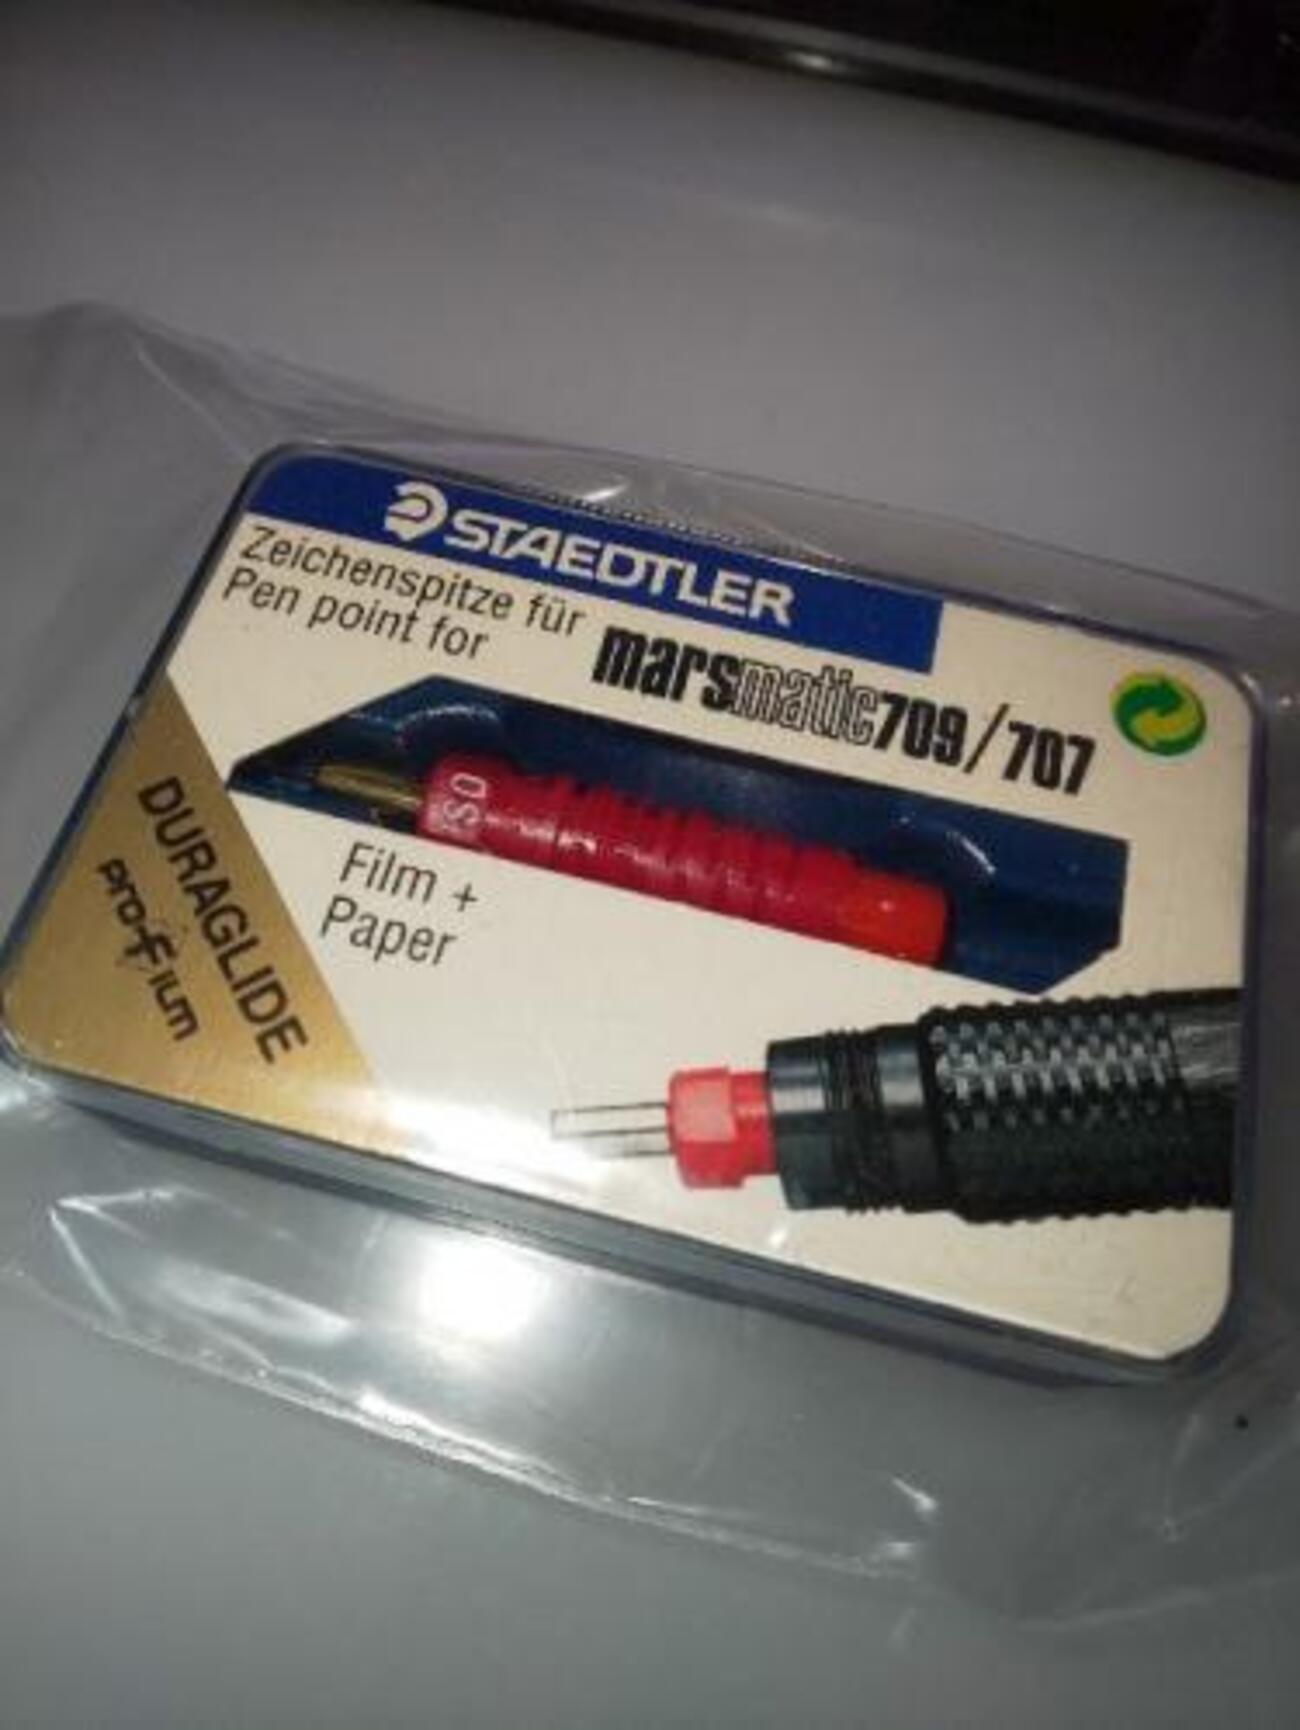 STAEDTLER
Zeichenspitze für
Pen point for
marsmatic709/707
ISO
Film +
Paper
DURAGLIDE
PROFILM